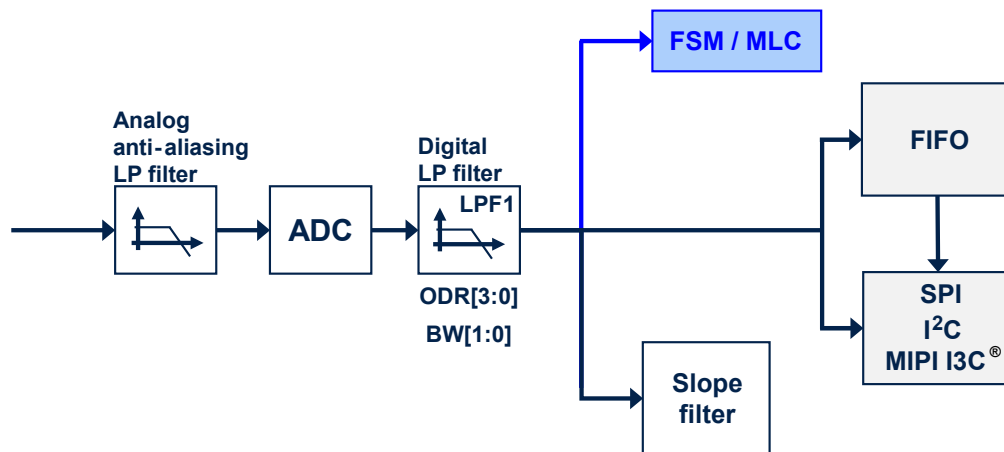 FSM / MLC
Analog
anti-aliasing
LP filter
Digital
LP filter
FIFO
LPF1
ADC
ODR[3:0]
BW[1:0]
SPI
I²C
MIPI I3C®
Slope
filter